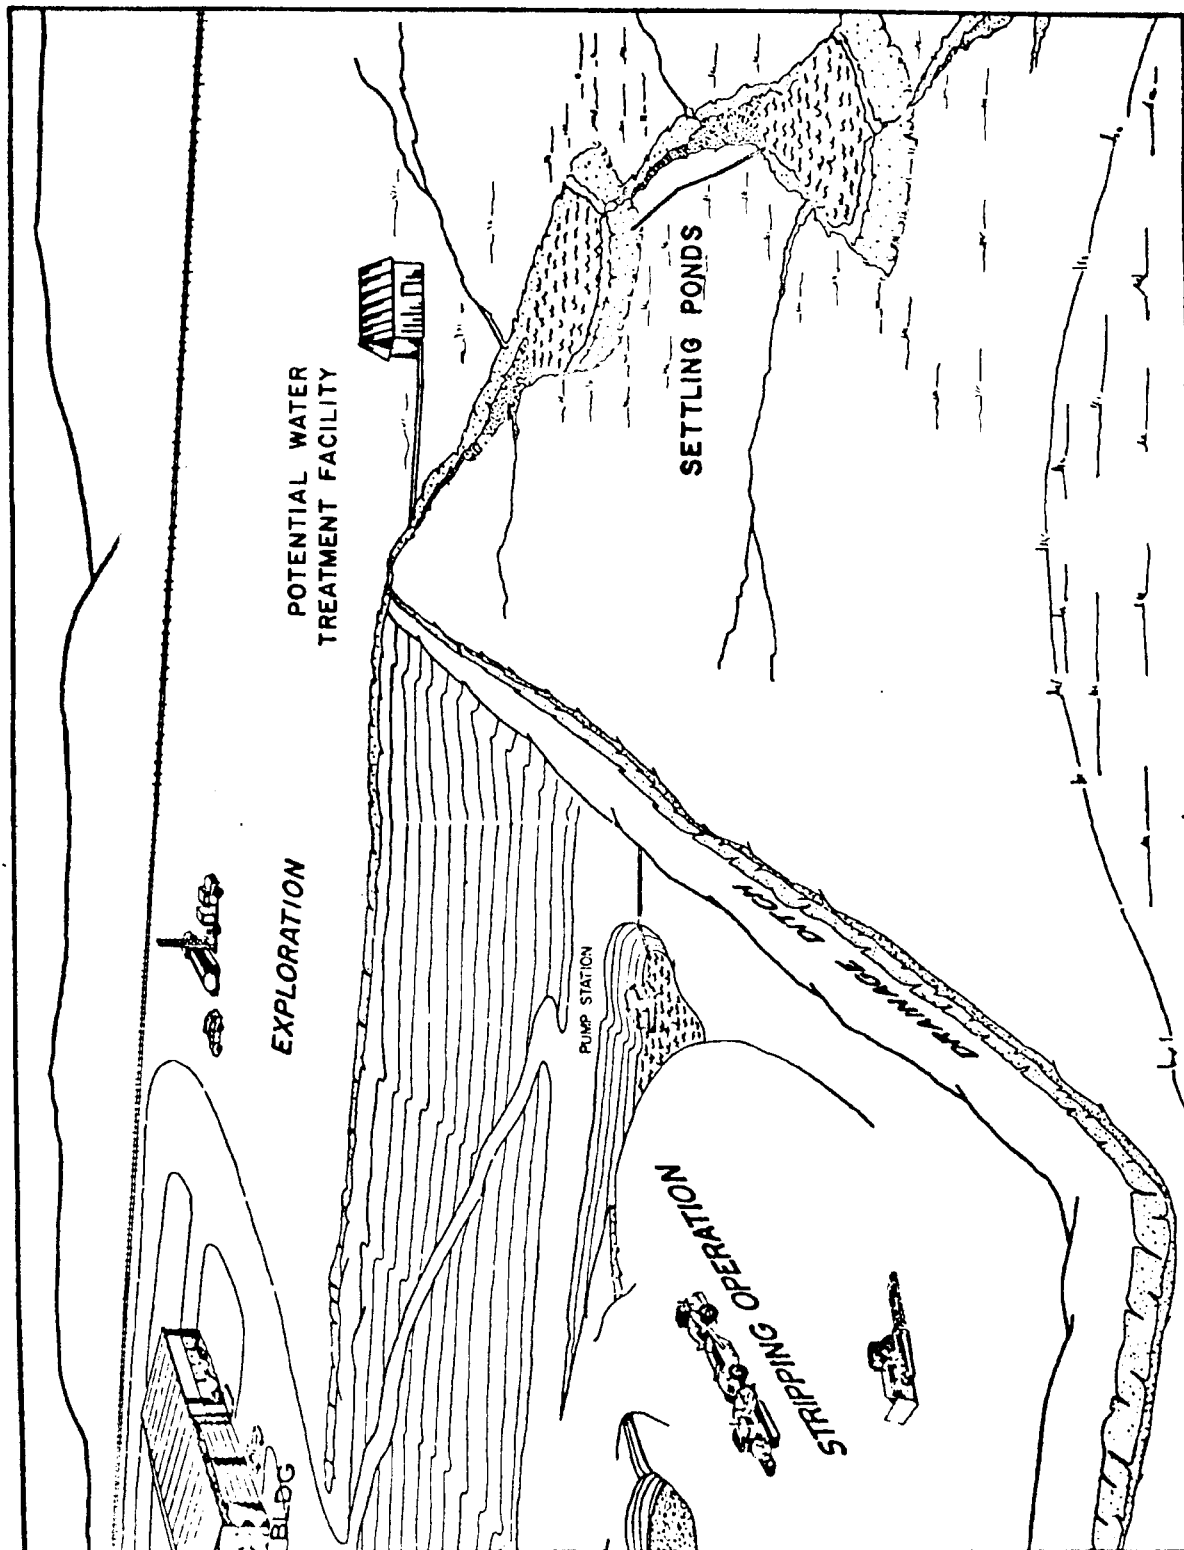 BLDG
EXPLORATION
POTENTIAL WATER
TREATMENT FACILITY
PUMP STATION
STRIPPING OPERATION
DRAINAGE DITCH
SETTLING PONDS